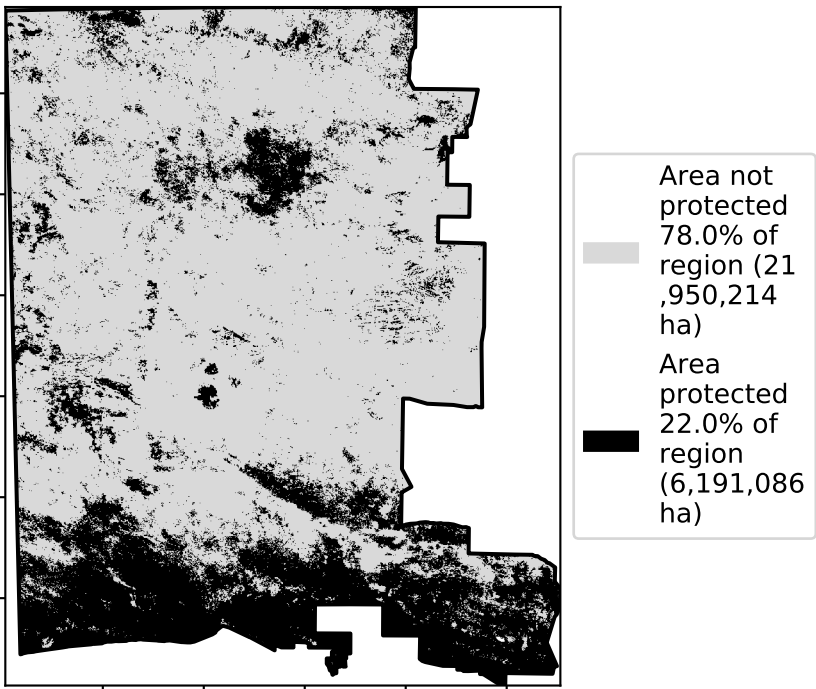 Area not
protected
78.0% of
region (21
,950,214
ha)
Area
protected
22.0% of
region
(6,191,086
ha)